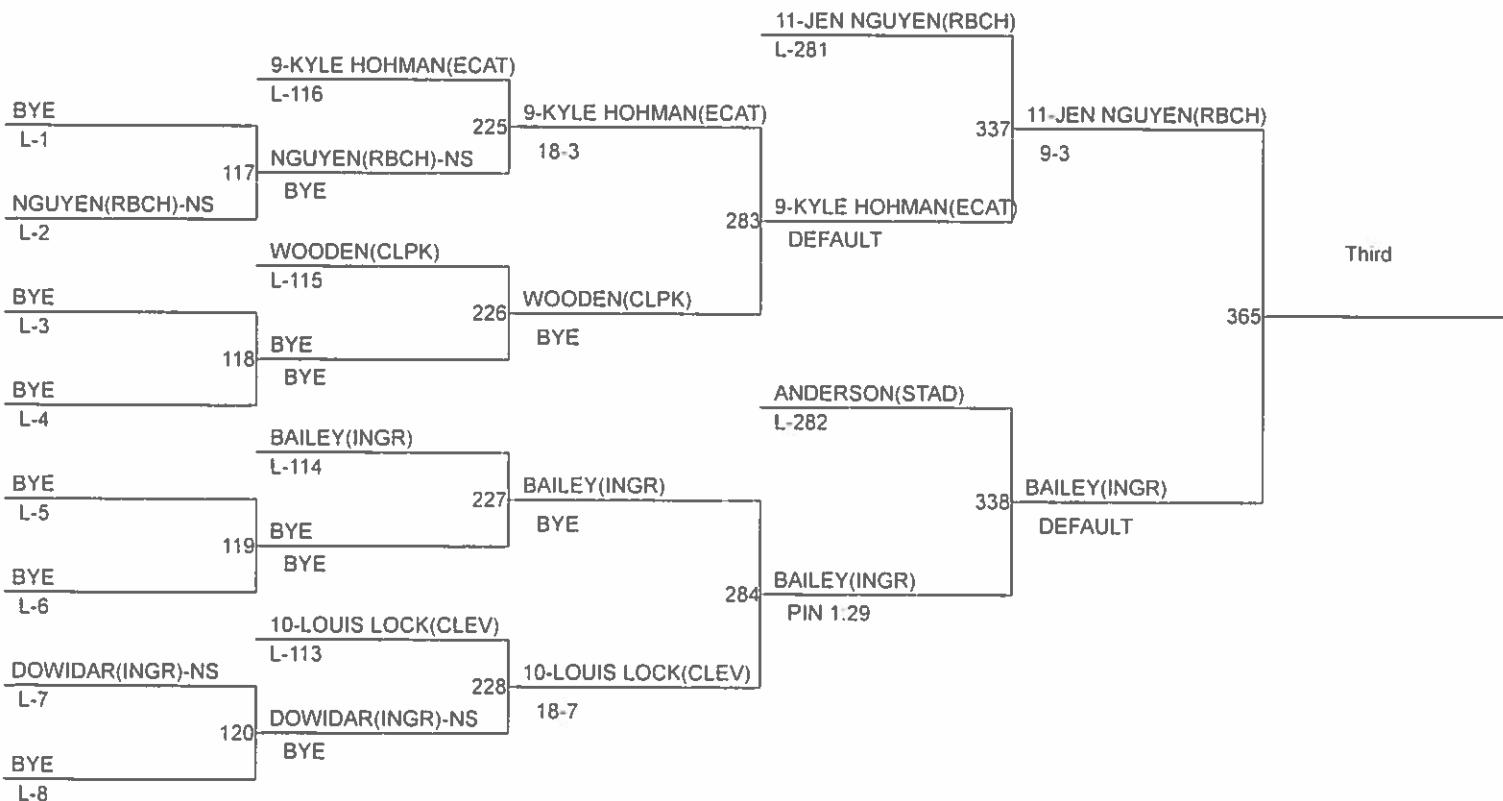 BYE
L-1
NGUYEN(RBCH)-NS
L-2
117
BYE
L-3
BYE
L-4
118
BYE
L-5
BYE
L-6
119
DOWIDAR(INGR)-NS
L-7
BYE
L-8
120
9-KYLE HOHMAN(ECAT)
L-116
NGUYEN(RBCH)-NS
BYE
225
WOODEN(CLPK)
L-115
BYE
BYE
226
BAILEY(INGR)
L-114
BYE
BYE
227
10-LOUIS LOCK(CLEV)
L-113
DOWIDAR(INGR)-NS
BYE
228
9-KYLE HOHMAN(ECAT)
18-3
WOODEN(CLPK)
BYE
283
BAILEY(INGR)
BYE
10-LOUIS LOCK(CLEV)
18-7
284
11-JEN NGUYEN(RBCH)
L-281
9-KYLE HOHMAN(ECAT)
DEFAULT
337
ANDERSON(STAD)
L-282
BAILEY(INGR)
PIN 1:29
338
11-JEN NGUYEN(RBCH)
9-3
BAILEY(INGR)
DEFAULT
365
Third